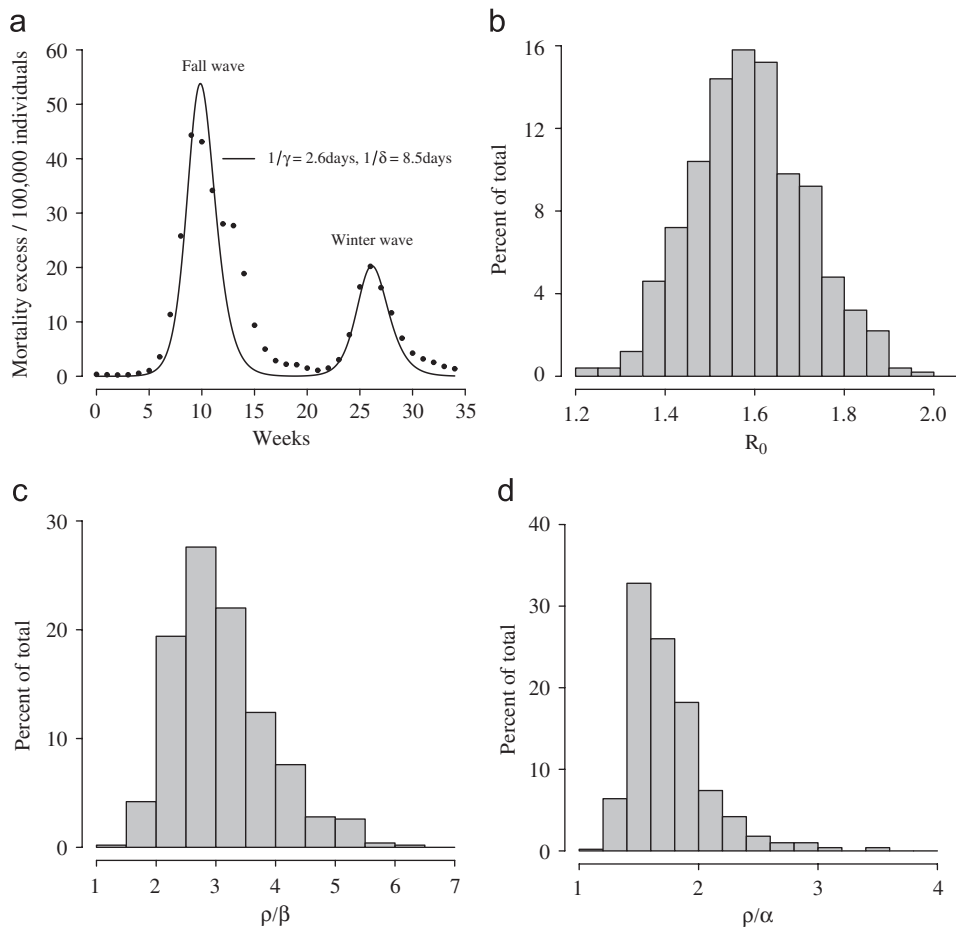 a
Mortality excess / 100,000 individuals
60
50
40
30
20
10
0
Fall wave
1/γ = 2.6days, 1/δ = 8.5days
Winter wave
0 5 10 15 20 25 30 35
Weeks
b
Percent of total
16
12
8
4
0
1.2 1.4 1.6 1.8 2.0
R0
c
Percent of total
30
20
10
0
1 2 3 4 5 6 7
ρ/β
d
Percent of total
40
30
20
10
0
1 2 3 4
ρ/α